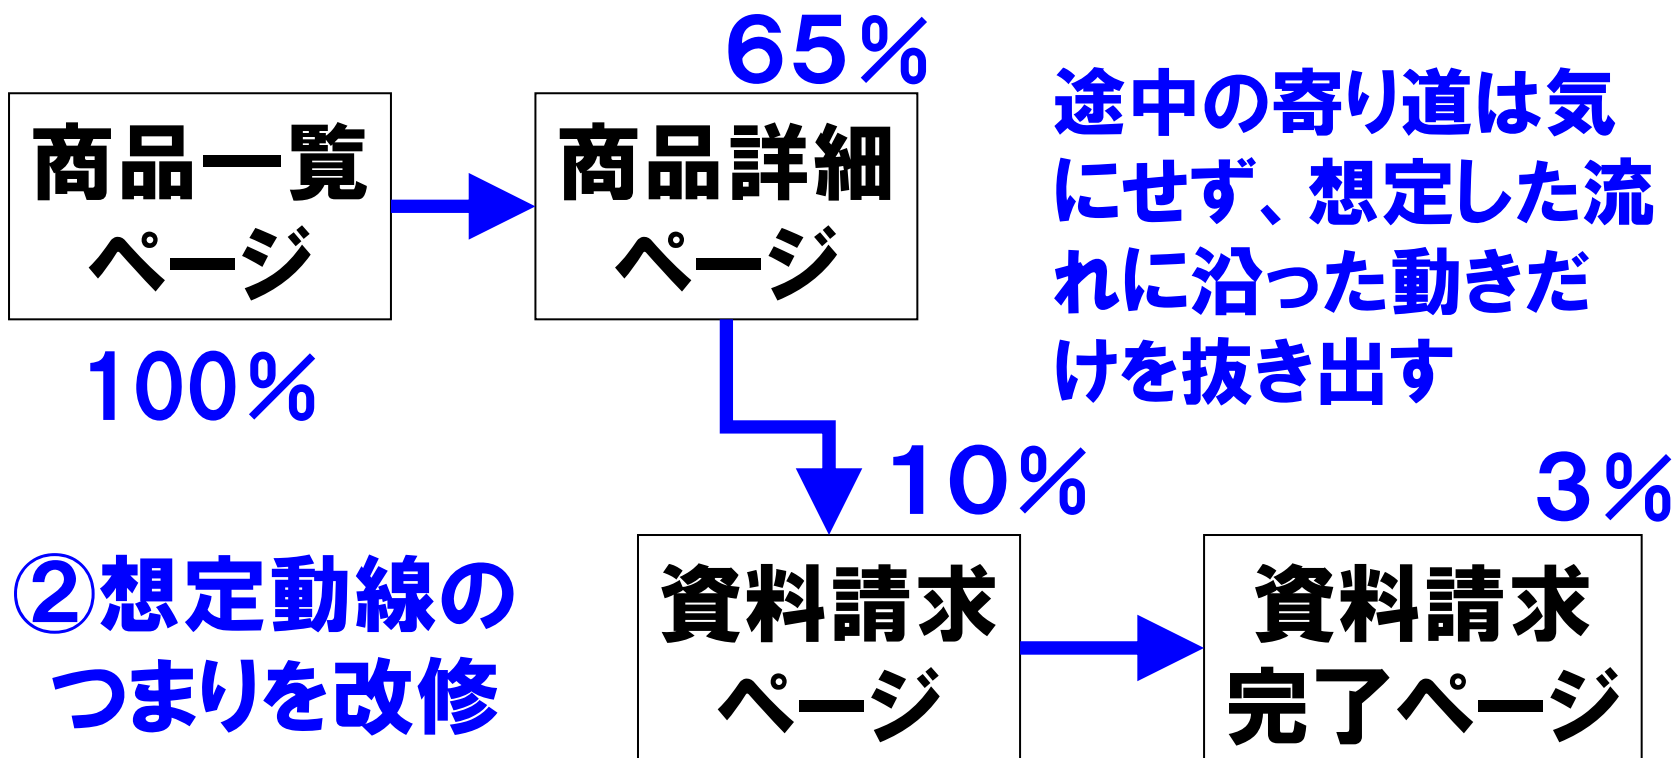 商品一覧
ページ
100%
65%
商品詳細
ページ
途中の寄り道は気
にせず、想定した流
れに沿った動きだ
けを抜き出す
10%
資料請求
ページ
3%
資料請求
完了ページ
②想定動線の
つまりを改修